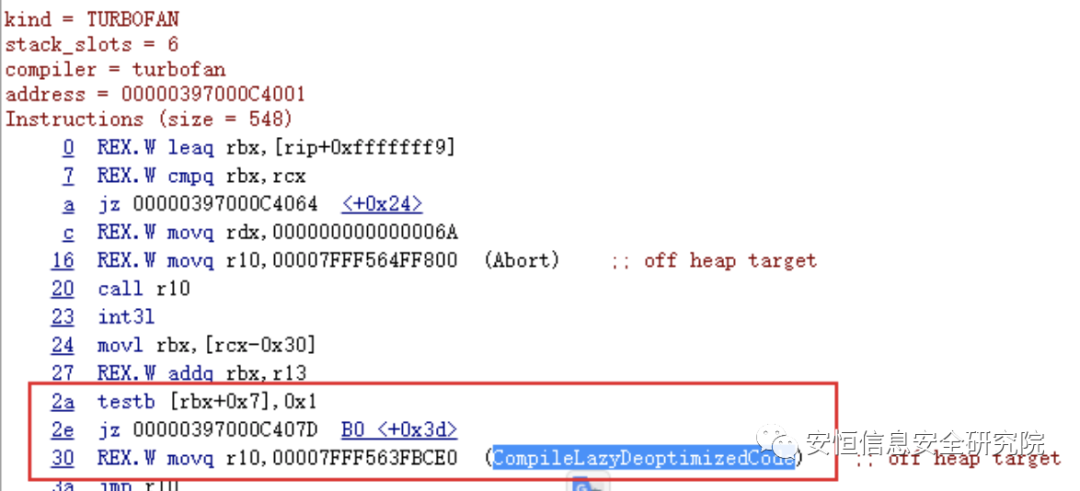 kind = TURBOFAN
stack_slots = 6
compiler = turbofan
address = 00000397000C4001
Instructions (size = 548)
0 REX.W leaq rbx,[rip+0xfffffff9]
7 REX.W cmpq rbx,rcx
a jz 00000397000C4064 <+0x24>
c REX.W movq rdx,000000000000006A
16 REX.W movq r10,00007FFF564FF800 (Abort) ;; off heap target
20 call r10
23 int3l
24 movl rbx,[rcx-0x30]
27 REX.W addq rbx,r13
2a testb [rbx+0x7],0x1
2e jz 00000397000C407D B0 <+0x3d>
30 REX.W movq r10,00007FFF563FBCE0 (CompileLazyDeoptimizedCode) ;; off heap target
3a jmp r10
安恒信息安全研究院